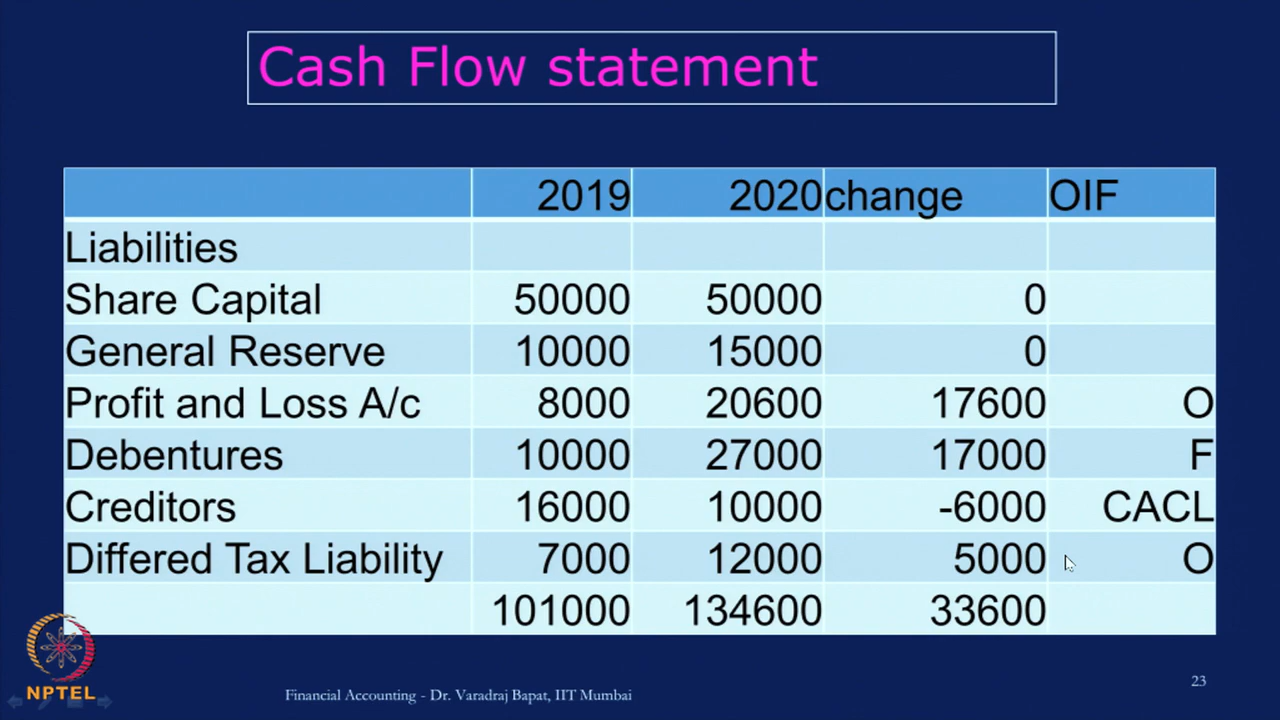 Cash Flow statement
2019 2020 change OIF
Liabilities
Share Capital 50000 50000 0
General Reserve 10000 15000 0
Profit and Loss A/c 8000 20600 17600 O
Debentures 10000 27000 17000 F
Creditors 16000 10000 -6000 CACL
Differed Tax Liability 7000 12000 5000 O
101000 134600 33600
NPTEL
Financial Accounting - Dr. Varadraj Bapat, IIT Mumbai
23